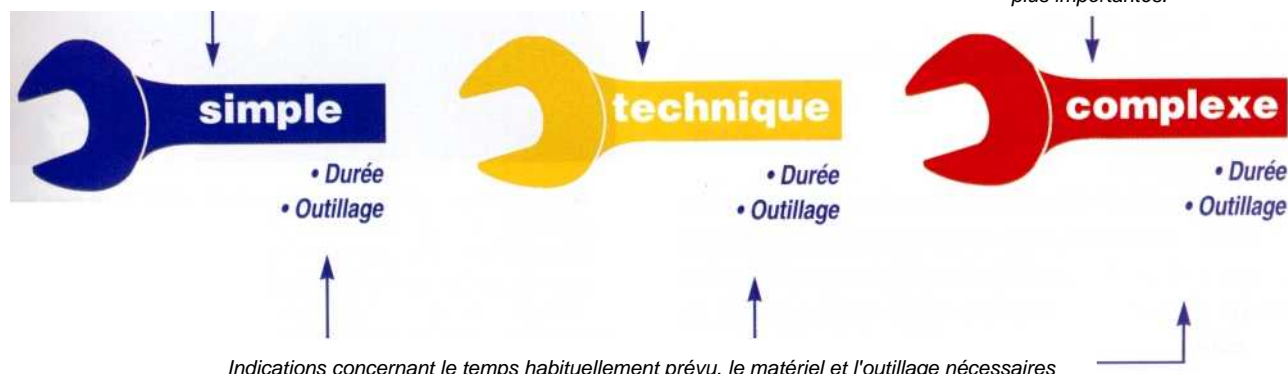 plus importantes.
simple
technique
complexe
• Durée
• Outillage
• Durée
• Outillage
• Durée
• Outillage
Indications concernant le temps habituellement prévu, le matériel et l'outillage nécessaires